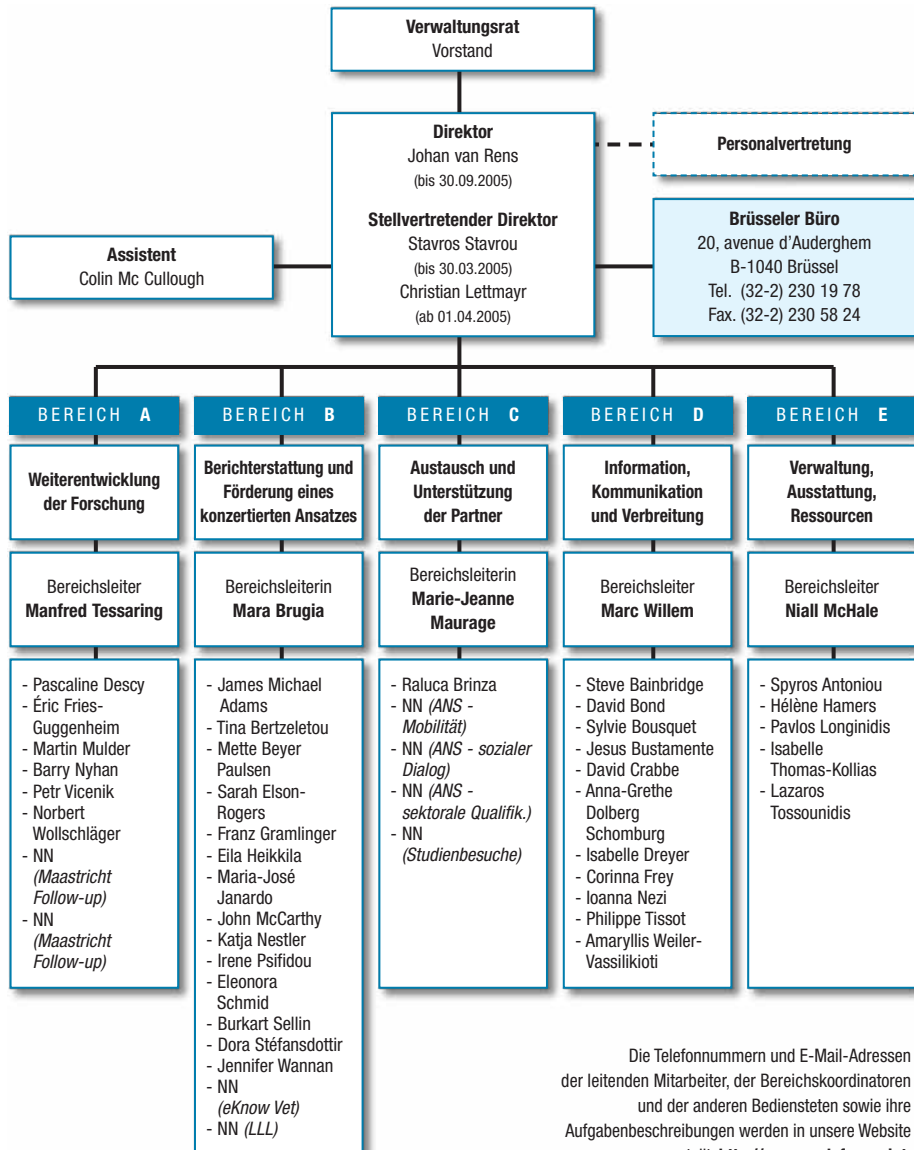 Verwaltungsrat
Vorstand
Direktor
Johan van Rens
(bis 30.09.2005)
Stellvertretender Direktor
Stavros Stavrou
(bis 30.03.2005)
Christian Lettmayr
(ab 01.04.2005)
Personalvertretung
Assistent
Colin Mc Cullough
Brüsseler Büro
20, avenue d'Auderghem
B-1040 Brüssel
Tel. (32-2) 230 19 78
Fax. (32-2) 230 58 24
BEREICH A
Weiterentwicklung
der Forschung
Bereichsleiter
Manfred Tessaring
- Pascaline Descy
- Éric Fries-
Guggenheim
- Martin Mulder
- Barry Nyhan
- Petr Vicenik
- Norbert
Wollschläger
- NN
(Maastricht
Follow-up)
- NN
(Maastricht
Follow-up)
BEREICH B
Berichterstattung und
Förderung eines
konzertierten Ansatzes
Bereichsleiterin
Mara Brugia
- James Michael
Adams
- Tina Bertzeletou
- Mette Beyer
Paulsen
- Sarah Elson-
Rogers
- Franz Gramlinger
- Eila Heikkila
- Maria-José
Janardo
- John McCarthy
- Katja Nestler
- Irene Psifidou
- Eleonora
Schmid
- Burkart Sellin
- Dora Stéfansdottir
- Jennifer Wannan
- NN
(eKnow Vet)
- NN (LLL)
BEREICH C
Austausch und
Unterstützung
der Partner
Bereichsleiterin
Marie-Jeanne
Maurage
- Raluca Brinza
- NN (ANS -
Mobilität)
- NN (ANS - sozialer
Dialog)
- NN (ANS -
sektorale Qualifik.)
- NN
(Studienbesuche)
BEREICH D
Information,
Kommunikation
und Verbreitung
Bereichsleiter
Marc Willem
- Steve Bainbridge
- David Bond
- Sylvie Bousquet
- Jesus Bustamente
- David Crabbe
- Anna-Grethe
Dolberg
Schomburg
- Isabelle Dreyer
- Corinna Frey
- Ioanna Nezi
- Philippe Tissot
- Amaryllis Weiler-
Vassilikioti
BEREICH E
Verwaltung,
Ausstattung,
Ressourcen
Bereichsleiter
Niall McHale
- Spyros Antoniou
- Hélène Hamers
- Pavlos Longinidis
- Isabelle
Thomas-Kollias
- Lazaros
Tossounidis
Die Telefonnummern und E-Mail-Adressen
der leitenden Mitarbeiter, der Bereichskoordinatoren
und der anderen Bediensteten sowie ihre
Aufgabenbeschreibungen werden in unsere Website